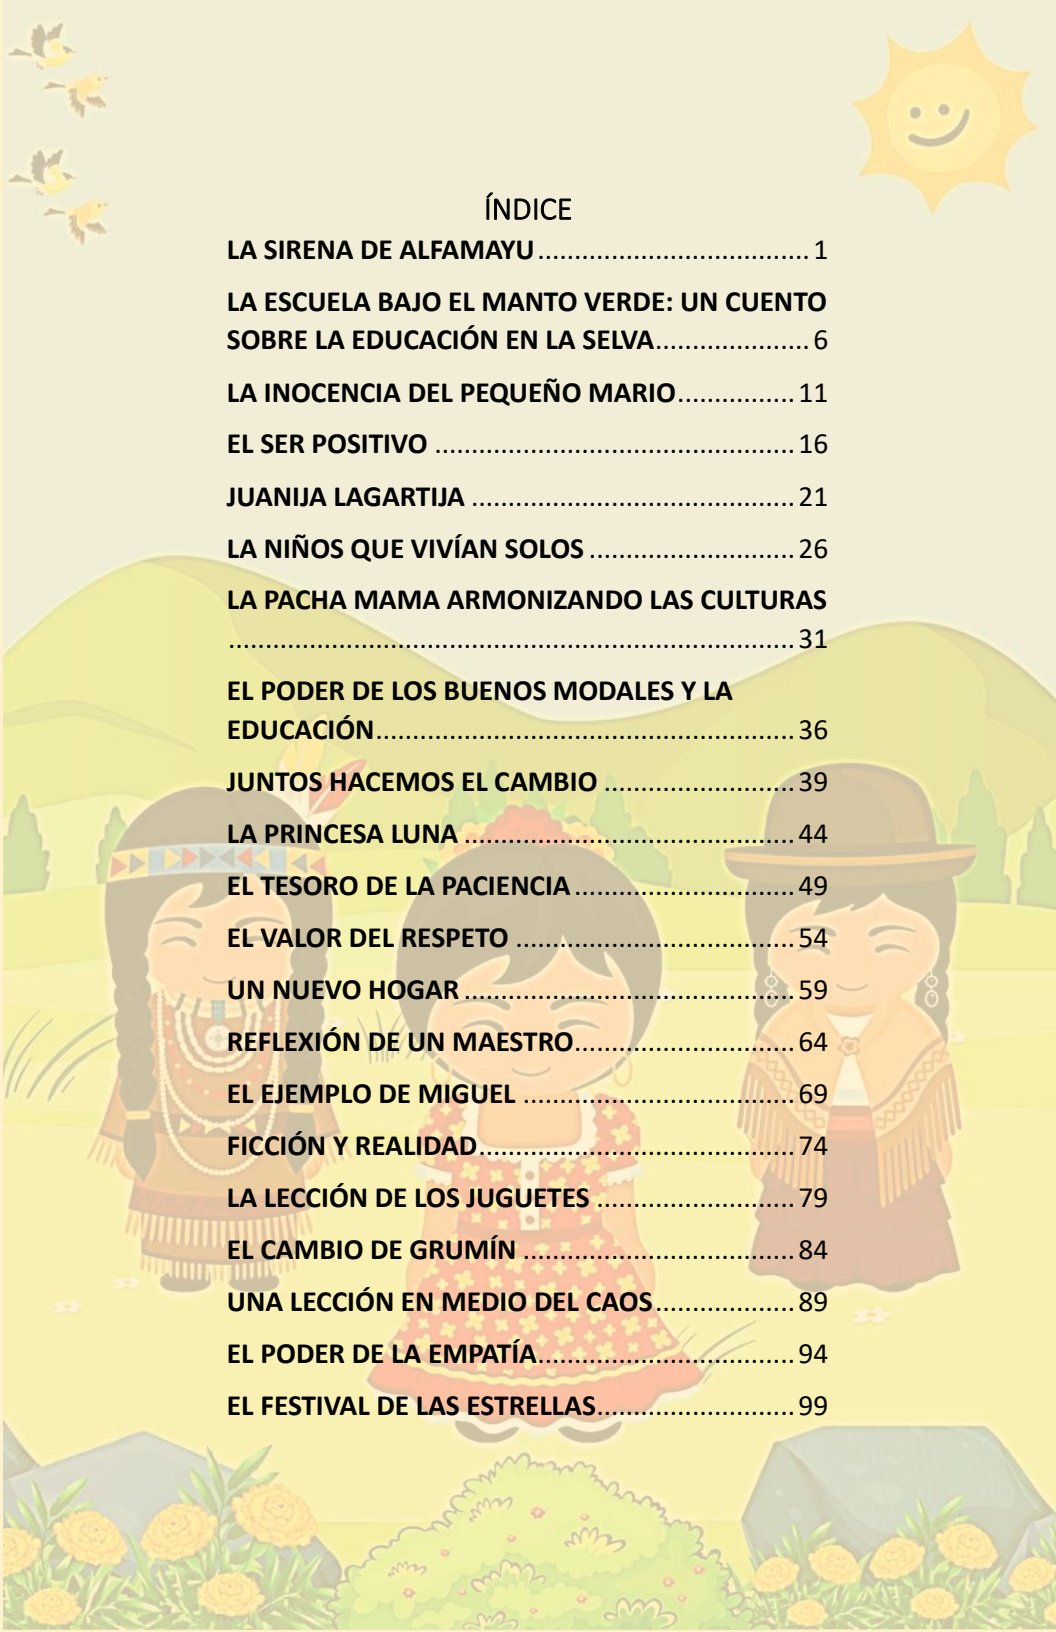 ÍNDICE
LA SIRENA DE ALFAMAYU..................................... 1
LA ESCUELA BAJO EL MANTO VERDE: UN CUENTO
SOBRE LA EDUCACIÓN EN LA SELVA..................... 6
LA INOCENCIA DEL PEQUEÑO MARIO................ 11
EL SER POSITIVO ................................................. 16
JUANIJA LAGARTIJA ............................................ 21
LA NIÑOS QUE VIVÍAN SOLOS ............................ 26
LA PACHA MAMA ARMONIZANDO LAS CULTURAS
............................................................................. 31
EL PODER DE LOS BUENOS MODALES Y LA
EDUCACIÓN......................................................... 36
JUNTOS HACEMOS EL CAMBIO .......................... 39
LA PRINCESA LUNA ............................................. 44
EL TESORO DE LA PACIENCIA .............................. 49
EL VALOR DEL RESPETO ...................................... 54
UN NUEVO HOGAR ............................................. 59
REFLEXIÓN DE UN MAESTRO.............................. 64
EL EJEMPLO DE MIGUEL ..................................... 69
FICCIÓN Y REALIDAD........................................... 74
LA LECCIÓN DE LOS JUGUETES ........................... 79
EL CAMBIO DE GRUMÍN ..................................... 84
UNA LECCIÓN EN MEDIO DEL CAOS................... 89
EL PODER DE LA EMPATÍA................................... 94
EL FESTIVAL DE LAS ESTRELLAS........................... 99